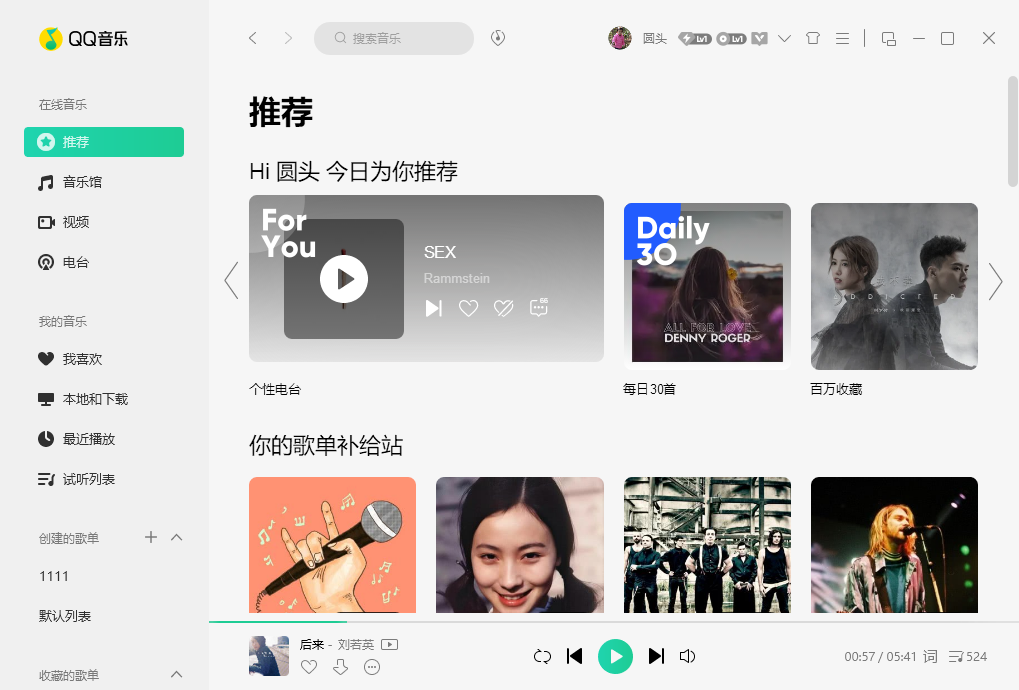 QQ音乐
搜索音乐
圆头
Lv1
Lv1
在线音乐
推荐
音乐馆
视频
电台
我的音乐
我喜欢
本地和下载
最近播放
试听列表
创建的歌单
1111
默认列表
收藏的歌单
推荐
Hi 圆头 今日为你推荐
For
You
SEX
Rammstein
个性电台
Daily
30
ALL FOR LOVE
DENNY ROGER
每日30首
ADDICTED
百万收藏
你的歌单补给站
后来 - 刘若英
00:57 / 05:41 词 524